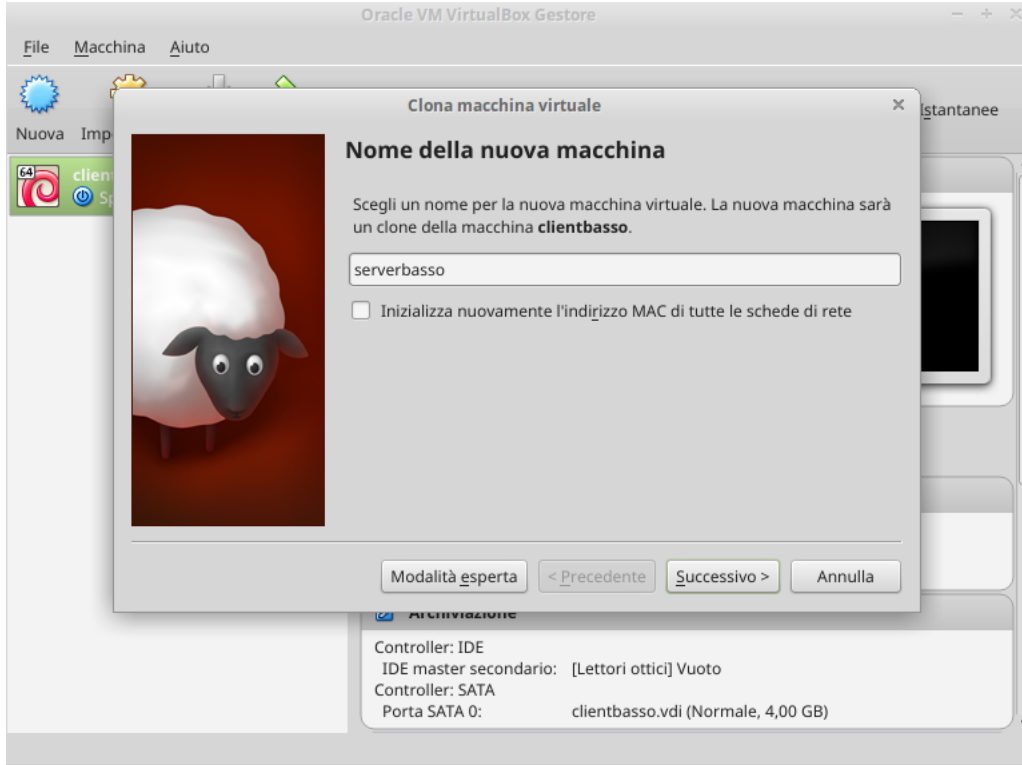 Oracle VM VirtualBox Gestore
File Macchina Aiuto
Nuova
Istantanee
64
Clona macchina virtuale
Nome della nuova macchina
Scegli un nome per la nuova macchina virtuale. La nuova macchina sarà
un clone della macchina clientbasso.
serverbasso
Inizializza nuovamente l'indirizzo MAC di tutte le schede di rete
Modalità esperta < Precedente Successivo > Annulla
Archiviazione
Controller: IDE
IDE master secondario: [Lettori ottici] Vuoto
Controller: SATA
Porta SATA 0: clientbasso.vdi (Normale, 4,00 GB)